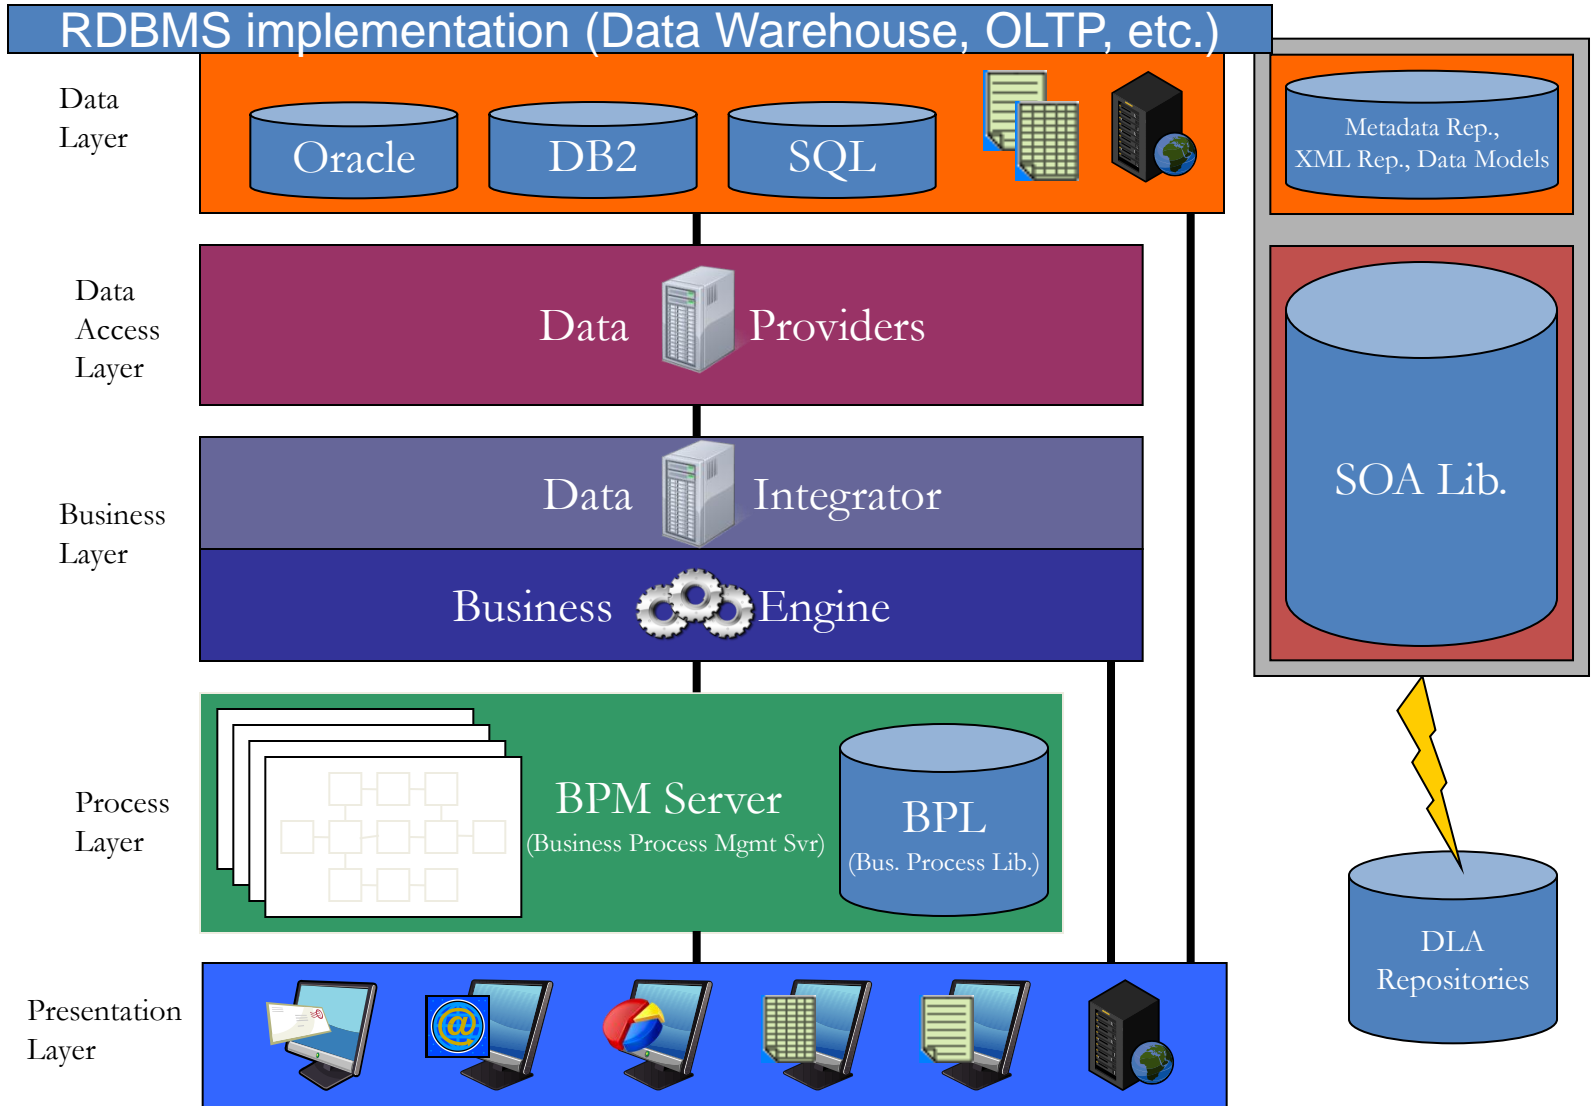 RDBMS implementation (Data Warehouse, OLTP, etc.)
Data
Layer
Oracle
DB2
SQL
Metadata Rep.,
XML Rep., Data Models
Data
Access
Layer
Data Providers
SOA Lib.
Business
Layer
Data Integrator
Business Engine
Process
Layer
BPM Server
(Business Process Mgmt Svr)
BPL
(Bus. Process Lib.)
DLA
Repositories
Presentation
Layer
@